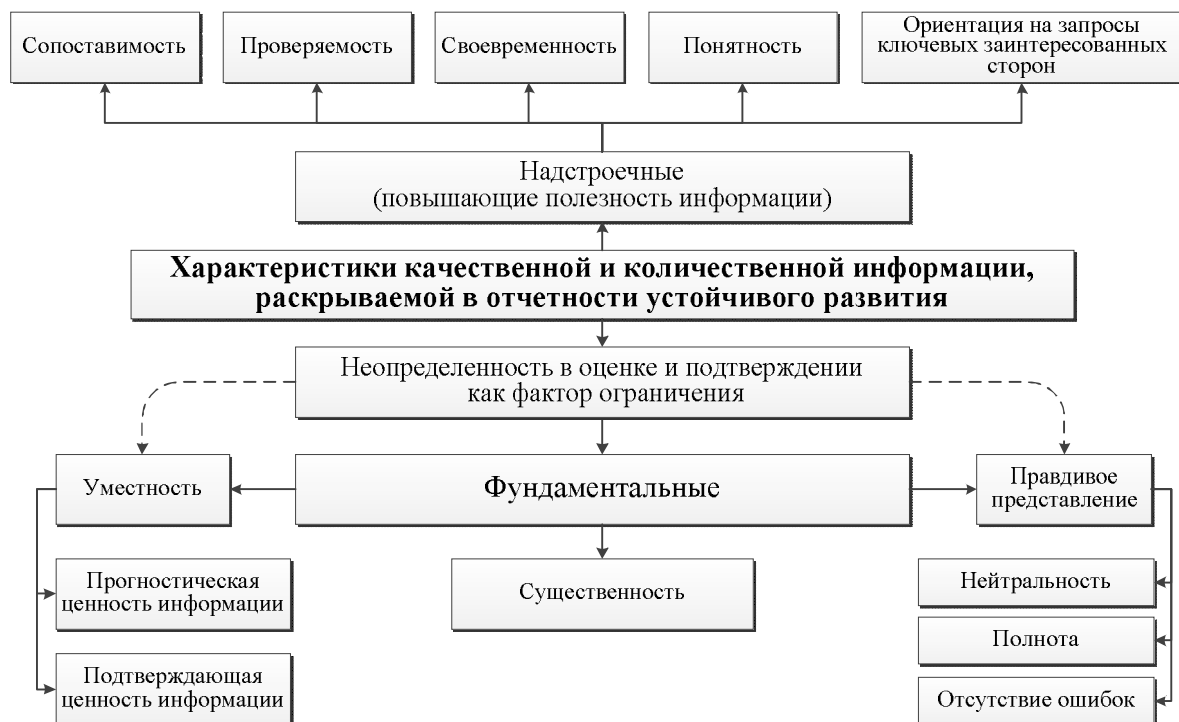 Сопоставимость
Проверяемость
Своевременность
Понятность
Ориентация на запросы
ключевых заинтересованных
сторон
Надстроечные
(повышающие полезность информации)
Характеристики качественной и количественной информации,
раскрываемой в отчетности устойчивого развития
Неопределенность в оценке и подтверждении
как фактор ограничения
Уместность
Фундаментальные
Правдивое
представление
Прогностическая
ценность информации
Существенность
Нейтральность
Полнота
Подтверждающая
ценность информации
Отсутствие ошибок